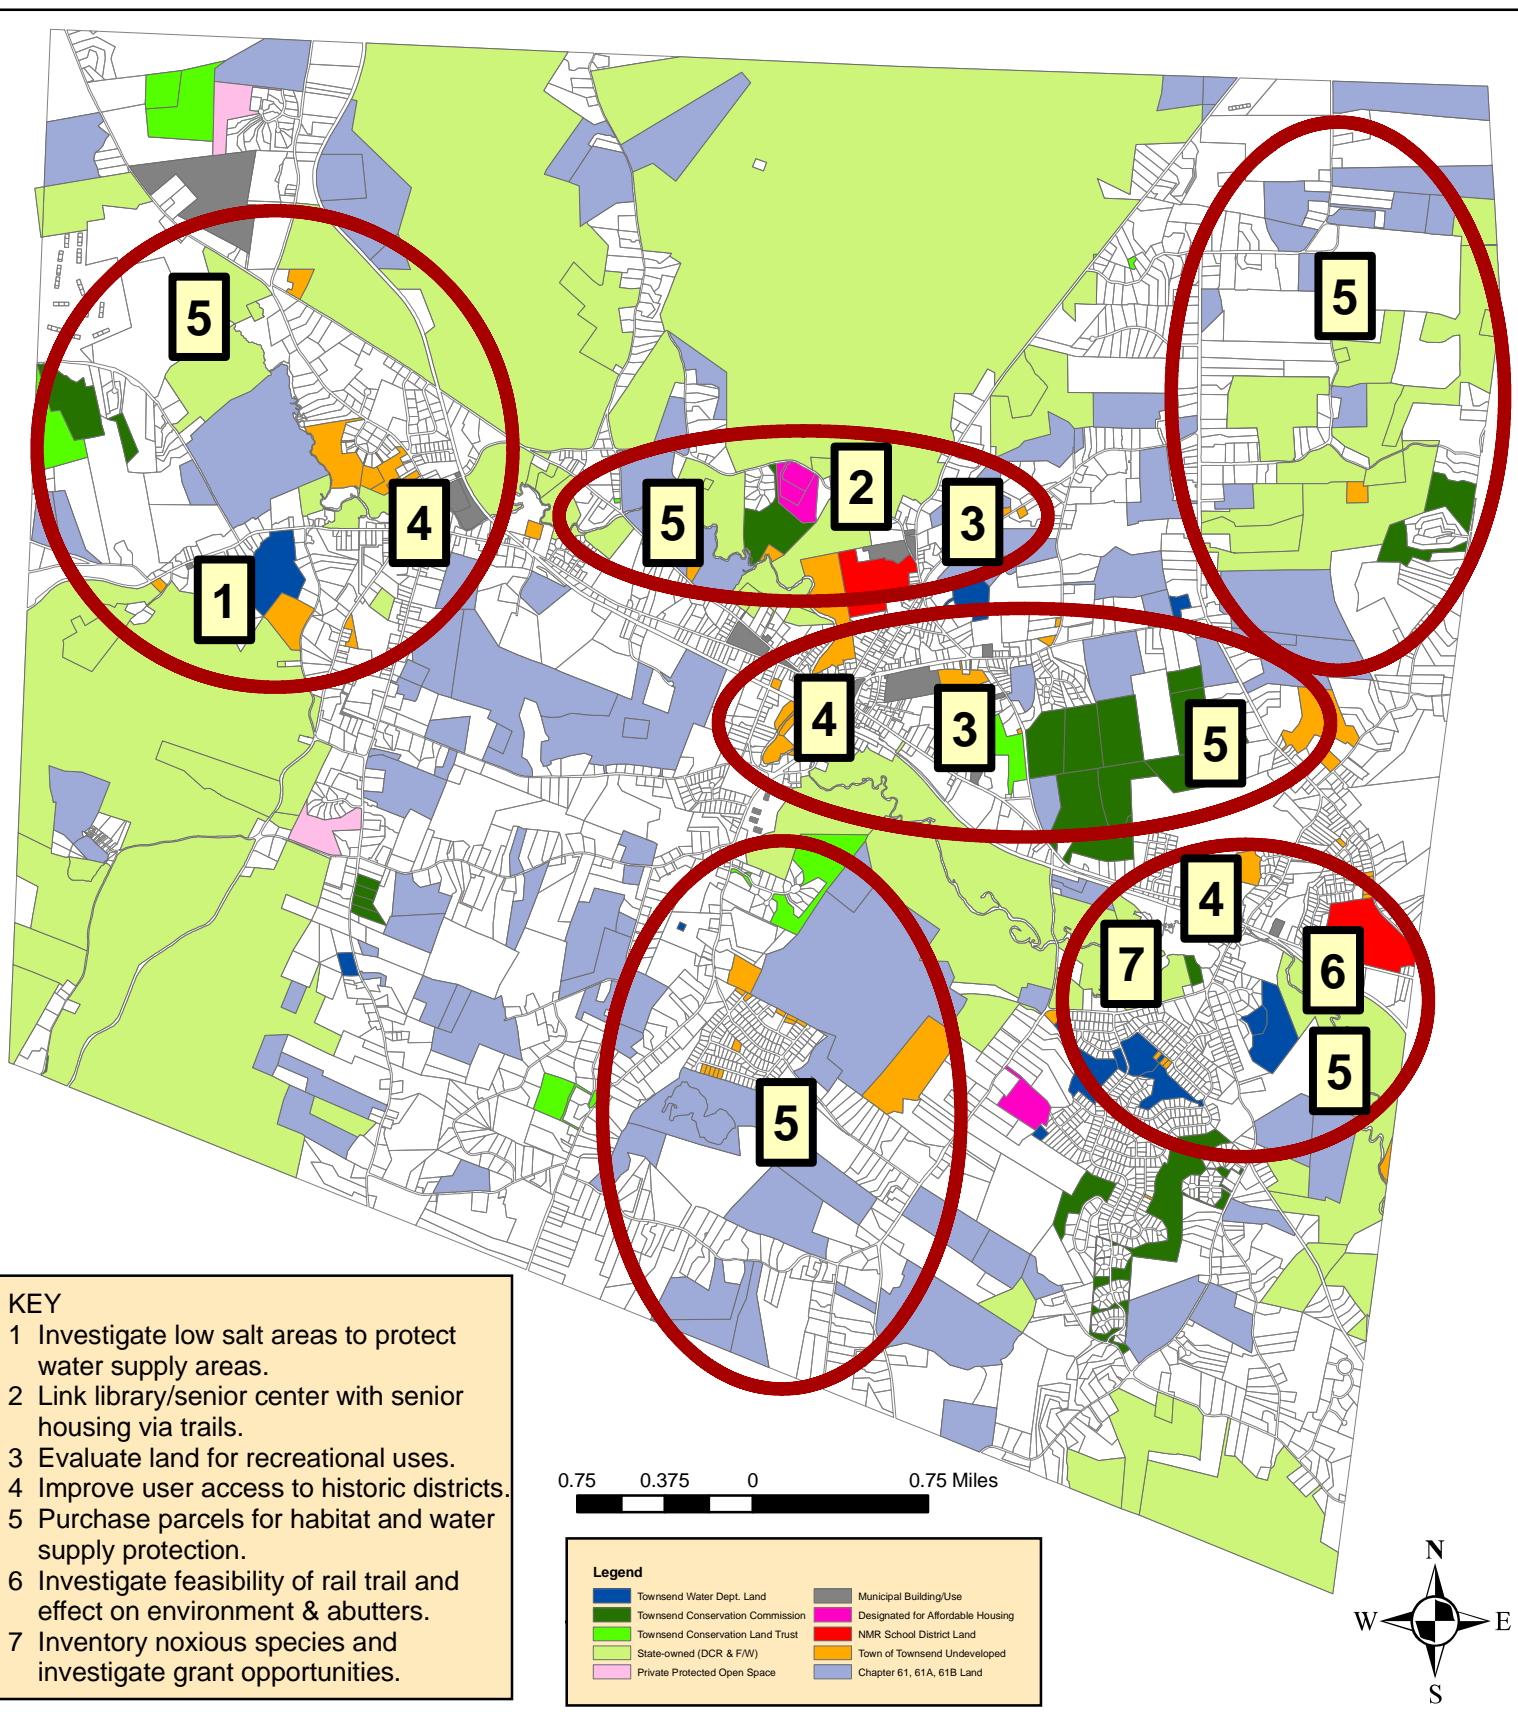 5
5
2
5
3
4
1
4
3
5
4
7
6
5
5
KEY
1 Investigate low salt areas to protect
water supply areas.
2 Link library/senior center with senior
housing via trails.
3 Evaluate land for recreational uses.
4 Improve user access to historic districts.
5 Purchase parcels for habitat and water
supply protection.
6 Investigate feasibility of rail trail and
effect on environment & abutters.
7 Inventory noxious species and
investigate grant opportunities.
0.75 0.375 0 0.75 Miles
Legend
Townsend Water Dept. Land
Townsend Conservation Commission
Townsend Conservation Land Trust
State-owned (DCR & F/W)
Private Protected Open Space
Municipal Building/Use
Designated for Affordable Housing
NMR School District Land
Town of Townsend Undeveloped
Chapter 61, 61A, 61B Land
N
W E
S